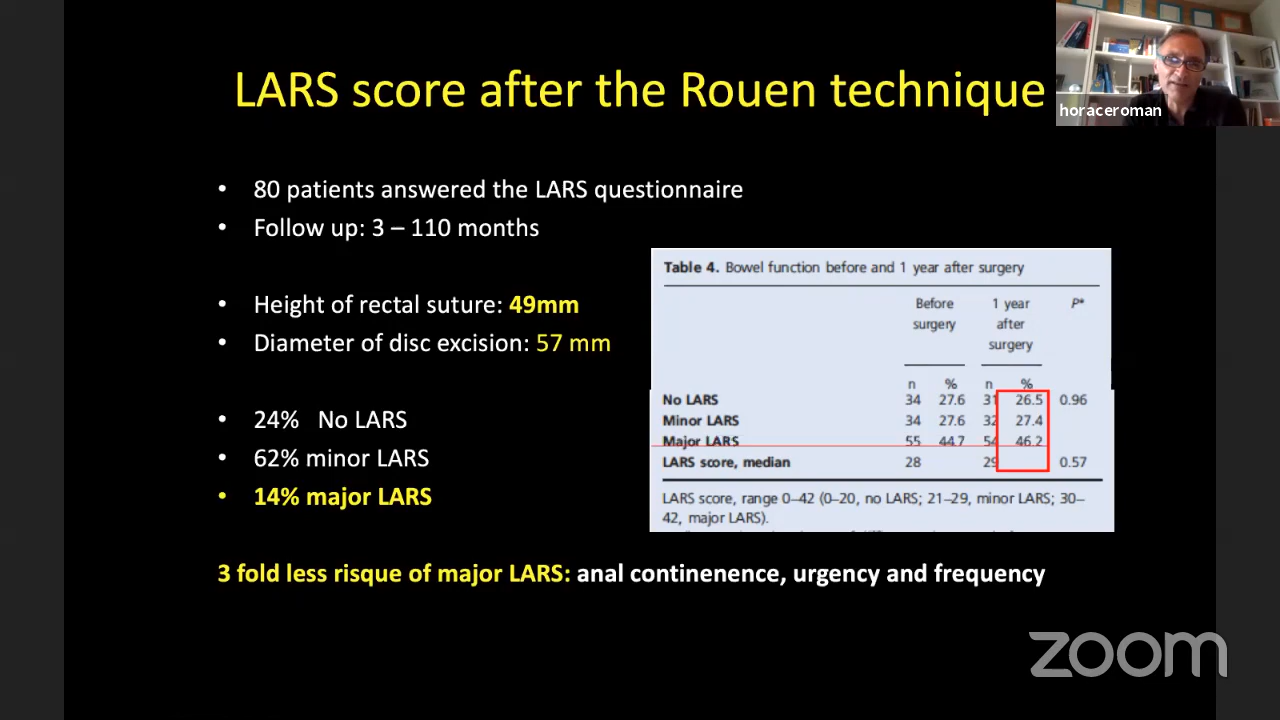 LARS score after the Rouen technique
horaceroman
• 80 patients answered the LARS questionnaire
• Follow up: 3 – 110 months
• Height of rectal suture: 49mm
• Diameter of disc excision: 57 mm
• 24% No LARS
• 62% minor LARS
• 14% major LARS
Table 4. Bowel function before and 1 year after surgery
Before surgery 1 year after surgery P*
n % n %
No LARS 34 27.6 31 26.5 0.96
Minor LARS 34 27.6 32 27.4
Major LARS 55 44.7 54 46.2
LARS score, median 28 29 0.57
LARS score, range 0–42 (0–20, no LARS; 21–29, minor LARS; 30–
42, major LARS).
3 fold less risque of major LARS: anal continenence, urgency and frequency
zoom